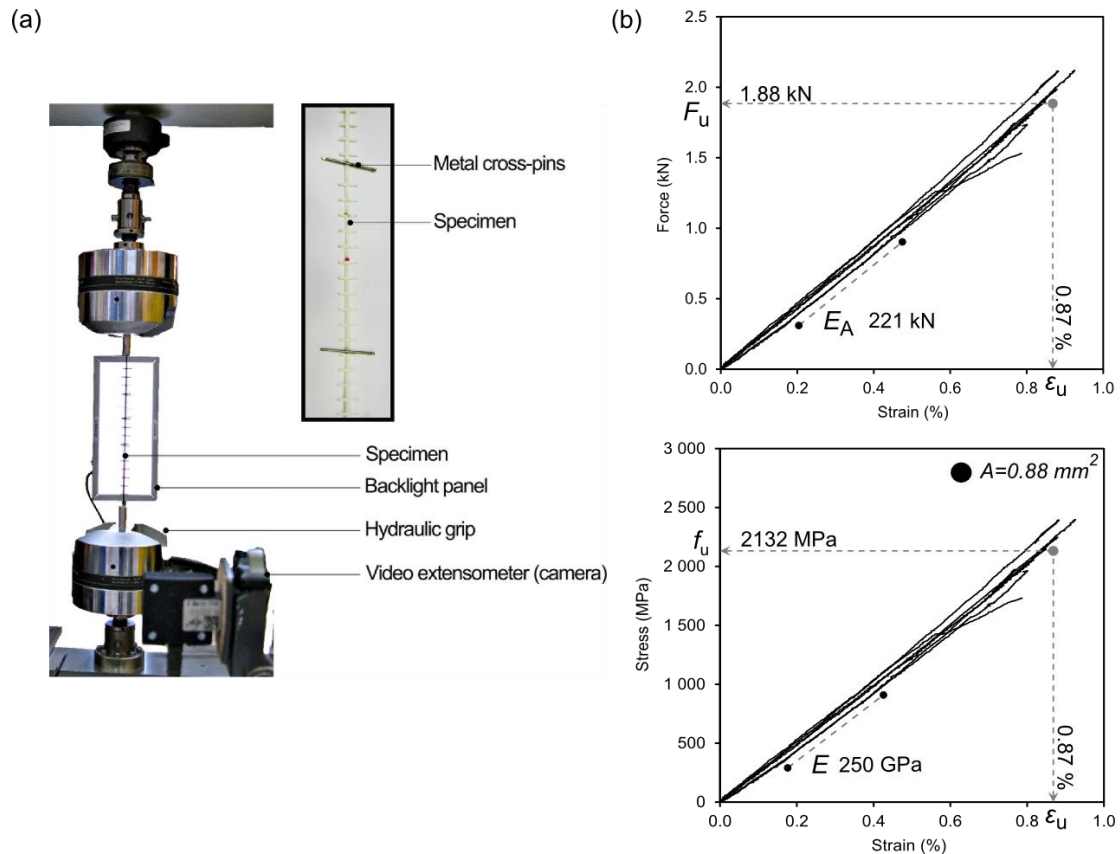 (a)
Metal cross-pins
Specimen
Specimen
Backlight panel
Hydraulic grip
Video extensometer (camera)
(b)
2.5
2.0
1.5
1.0
0.5
0.0
Force (kN)
Fu
1.88 kN
EA 221 kN
0.87 %
εu
0.0 0.2 0.4 0.6 0.8 1.0
Strain (%)
3 000
2 500
2 000
1 500
1 000
500
0
Stress (MPa)
A=0.88 mm²
fu
2132 MPa
E 250 GPa
0.87 %
εu
0.0 0.2 0.4 0.6 0.8 1.0
Strain (%)